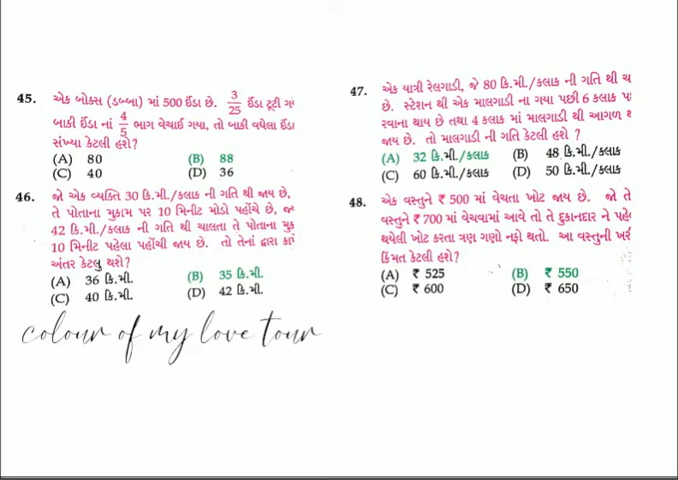 45. એક બોક્સ (ડબ્બા) માં 500 ઈંડા છે. 3/25 ઈંડા ટૂટી ગ
બાકી ઈંડા નાં 4/5 ભાગ વેચાઈ ગયા, તો બાકી વધેલા ઈંડા
સંખ્યા કેટલી હશે?
(A) 80 (B) 88
(C) 40 (D) 36
46. જો એક વ્યક્તિ 30 કિ.મી./કલાક ની ગતિ થી જાય છે,
તે પોતાના મુકામ પર 10 મિનીટ મોડો પહોંચે છે,
42 કિ.મી./કલાક ની ગતિ થી ચાલતા તે પોતાના મુક
10 મિનીટ પહેલા પહોંચી જાય છે. તો તેનાં દ્વારા
અંતર કેટલુ થશે?
(A) 36 કિ.મી. (B) 35 કિ.મી.
(C) 40 કિ.મી. (D) 42 કિ.મી.
colour of my love tour
47. એક યાત્રી રેલગાડી, જે 80 કિ.મી./કલાક ની ગતિ થી ચ
છે. સ્ટેશન થી એક માલગાડી ના ગયા પછી 6 કલાક
રવાના થાય છે તથા 4 કલાક માં માલગાડી થી આગળ
જાય છે. તો માલગાડી ની ગતિ કેટલી હશે ?
(A) 32 કિ.મી./કલાક (B) 48 કિ.મી./કલાક
(C) 60 કિ.મી./કલાક (D) 50 કિ.મી./કલાક
48. એક વસ્તુને ₹ 500 માં વેચતા ખોટ જાય છે. જો તે
વસ્તુને ₹ 700 માં વેચવામાં આવે તો તે દુકાનદાર ને પહે
થયેલી ખોટ કરતા ત્રણ ગણો નફો થતો. આ વસ્તુની ખરી
કિંમત કેટલી હશે?
(A) ₹ 525 (B) ₹ 550
(C) ₹ 600 (D) ₹ 650